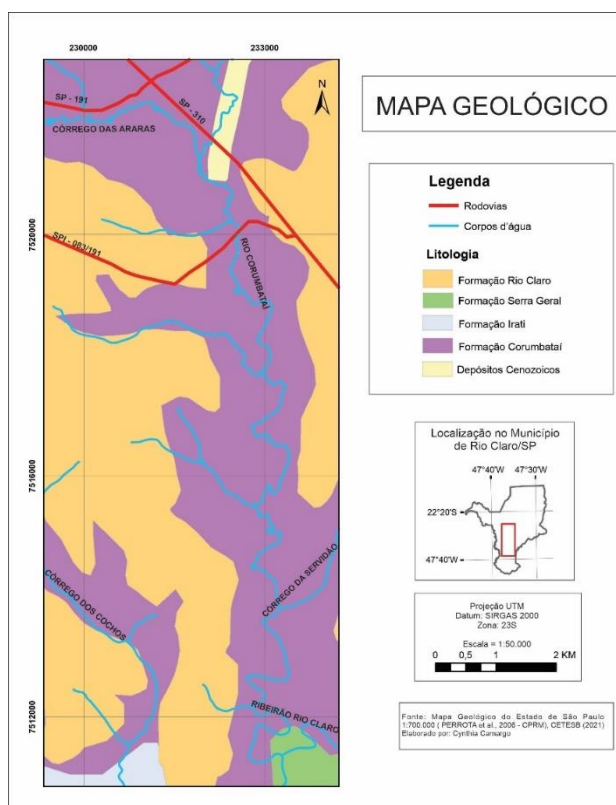 230000
233000
N
SP - 191
SP - 310
CÓRREGO DAS ARARAS
7520000
SPI - 083/191
RIO CORUMBATAÍ
7516000
CÓRREGO DOS COCHOS
CÓRREGO DA SERVIDÃO
RIBEIRÃO RIO CLARO
7512000
MAPA GEOLÓGICO
Legenda
Rodovias
Corpos d'água
Litologia
Formação Rio Claro
Formação Serra Geral
Formação Irati
Formação Corumbataí
Depósitos Cenozoicos
Localização no Município
de Rio Claro/SP
47°40'W 47°30'W
22°20'S
47°40'W
Projeção UTM
Datum: SIRGAS 2000
Zona: 23S
Escala = 1:50.000
0 0,5 1 2 KM
Fonte: Mapa Geológico do Estado de São Paulo
1:700.000 ( PERROTA et al., 2006 - CPRM), CETESB (2021)
Elaborado por: Cynthia Camargo